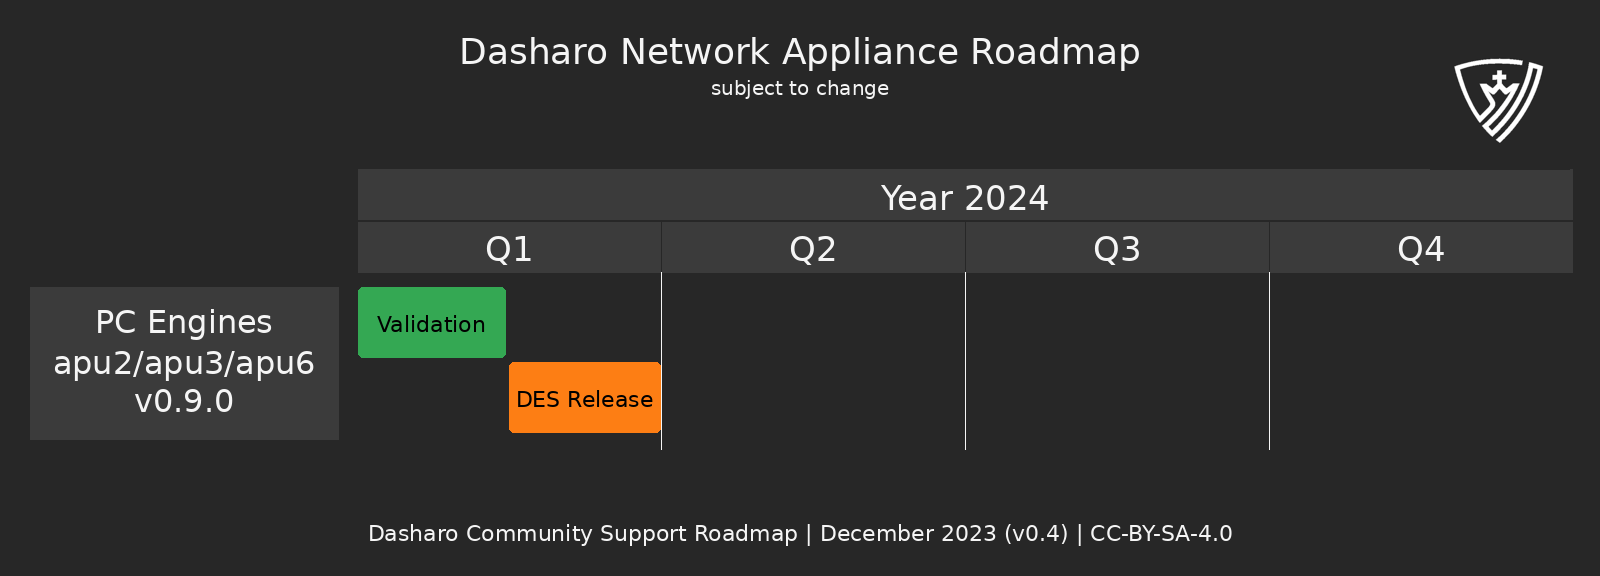 Dasharo Network Appliance Roadmap
subject to change
Year 2024
Q1 Q2 Q3 Q4
PC Engines
apu2/apu3/apu6
v0.9.0
Validation
DES Release
Dasharo Community Support Roadmap | December 2023 (v0.4) | CC-BY-SA-4.0